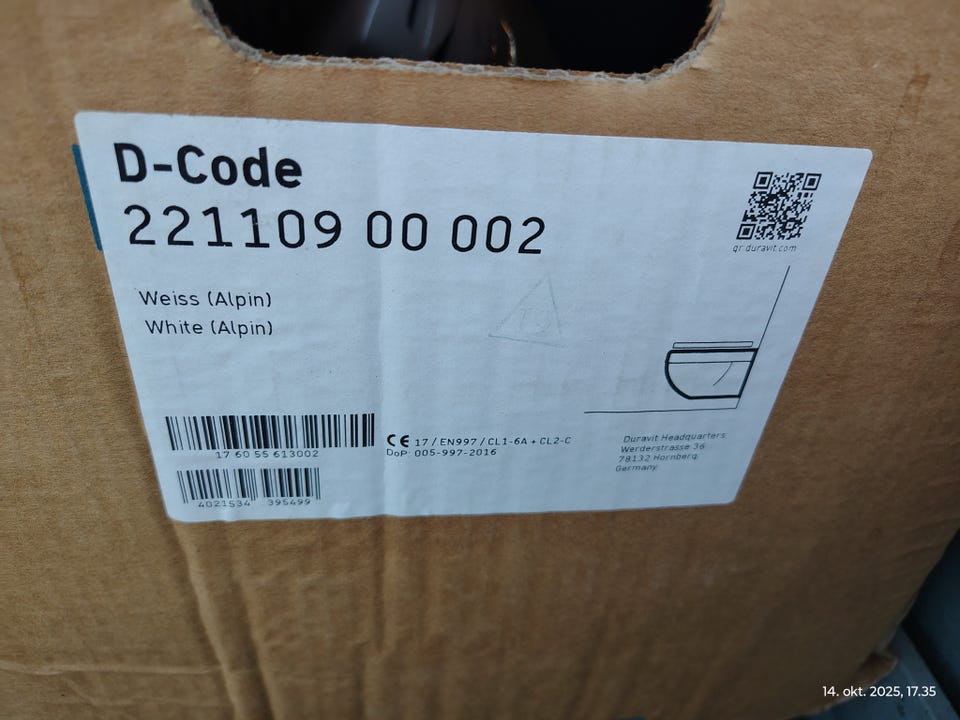 D-Code
221109 00 002
qr.duravit.com
Weiss (Alpin)
White (Alpin)
17 60 55 613002
4021534 395499
CE 17 / EN997 / CL1-6A + CL2-C
DoP: 005-997-2016
Duravit Headquarters
Werderstrasse 36
78132 Hornberg
Germany
14. okt. 2025, 17.35